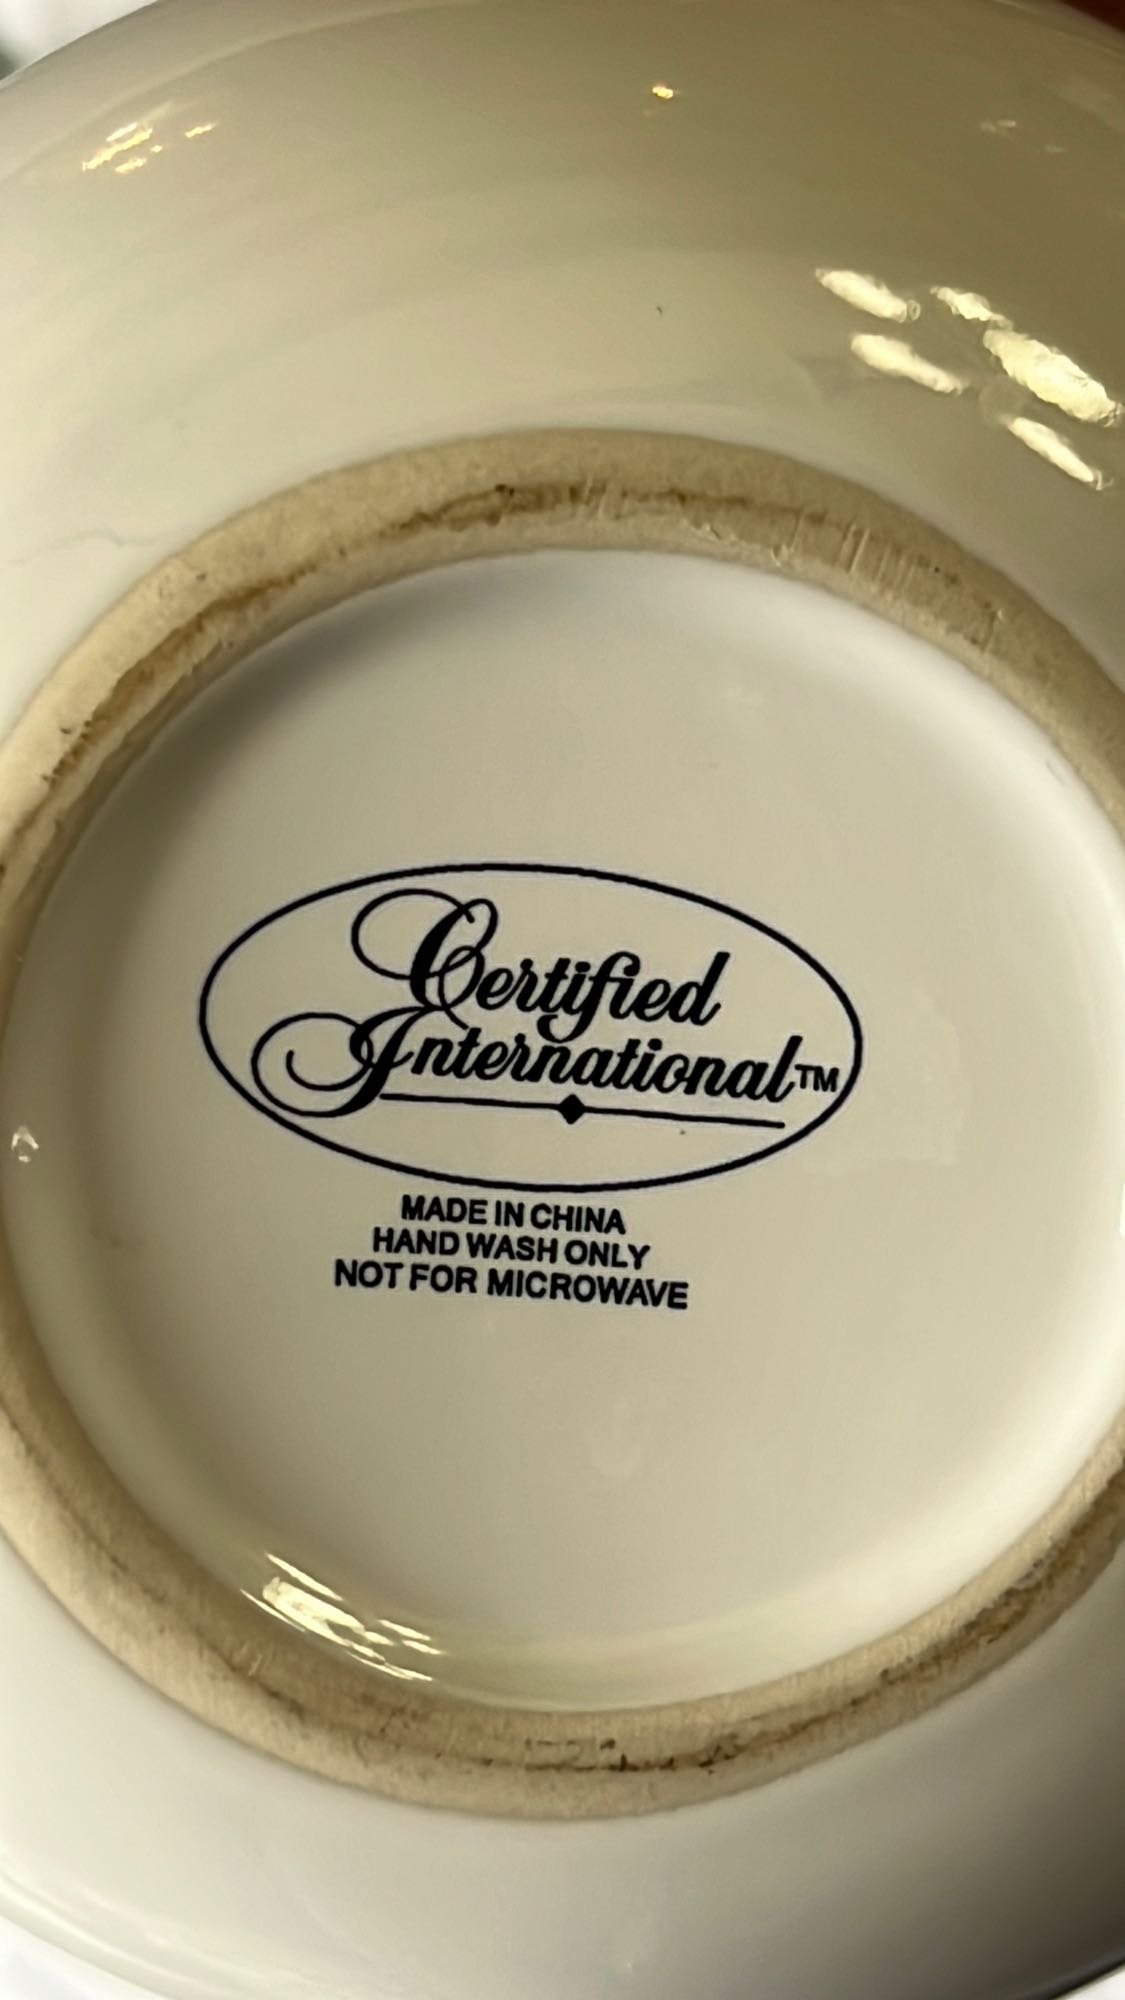 Certified
International™
MADE IN CHINA
HAND WASH ONLY
NOT FOR MICROWAVE